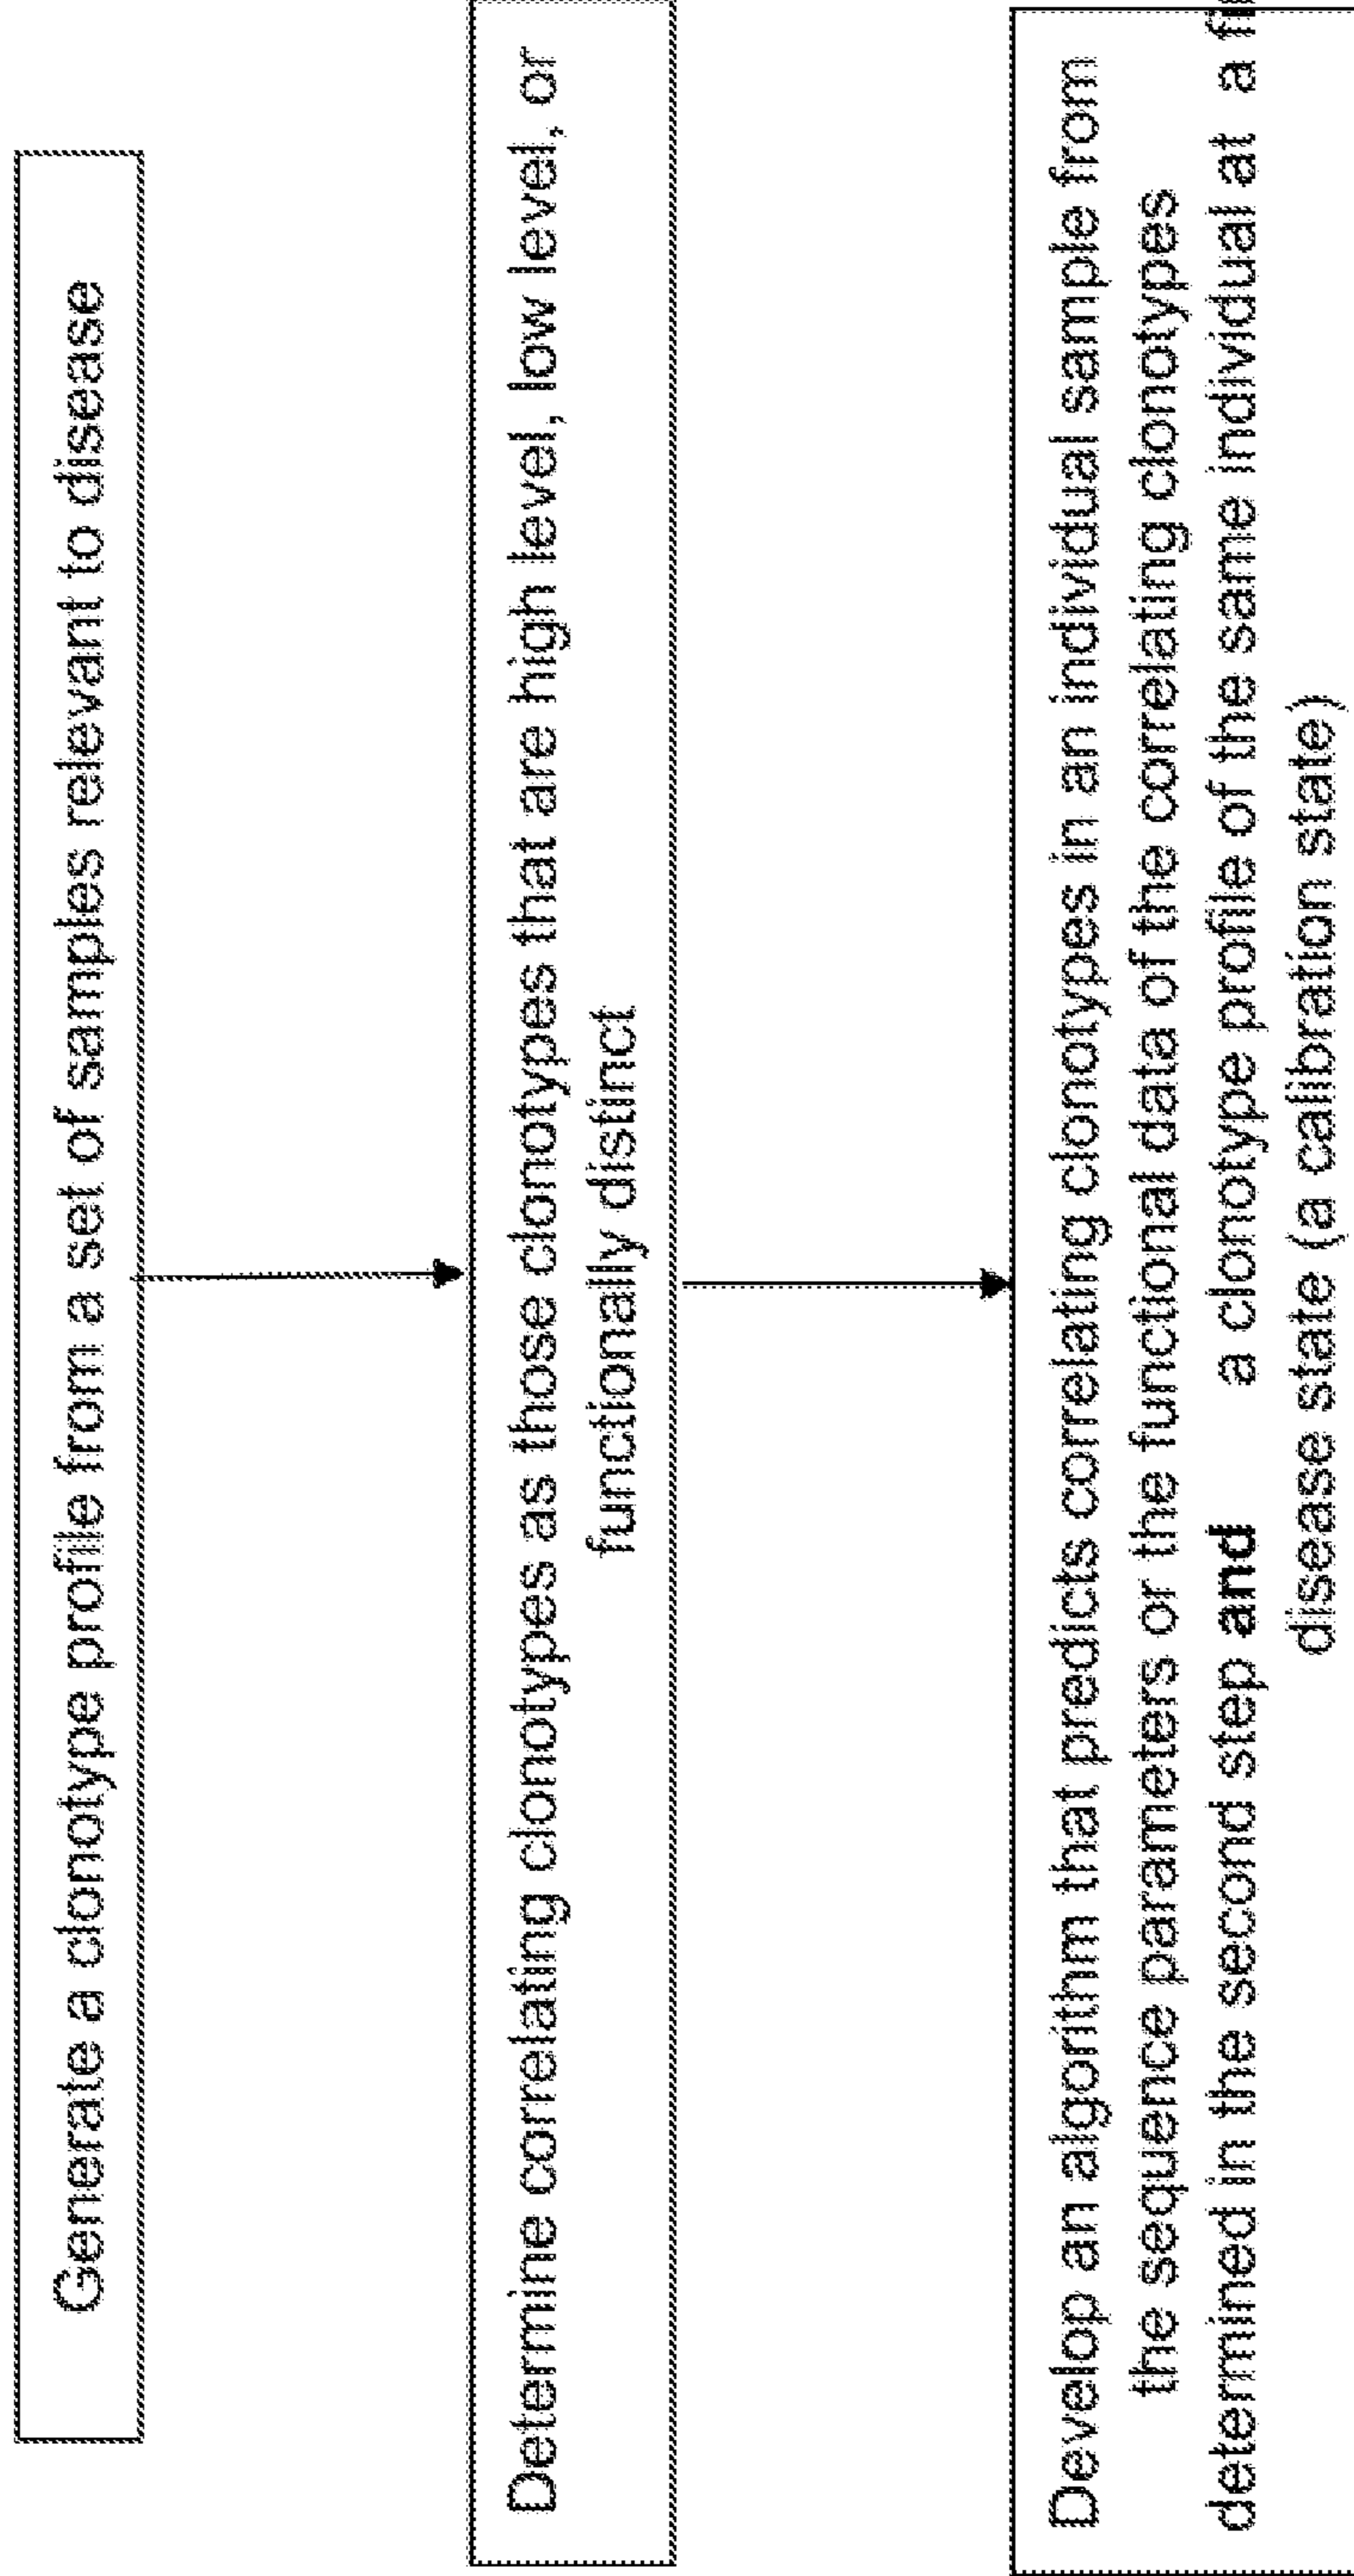 Generate a clonotype profile from a set of samples relevant to disease
Determine correlating clonotypes as those clonotypes that are high level, low level, or
functionally distinct
Develop an algorithm that predicts correlating clonotypes in an individual sample from
the sequence parameters or the functional data of the correlating clonotypes
determined in the second step and a clonotype profile of the same individual at a
disease state (a calibration state)